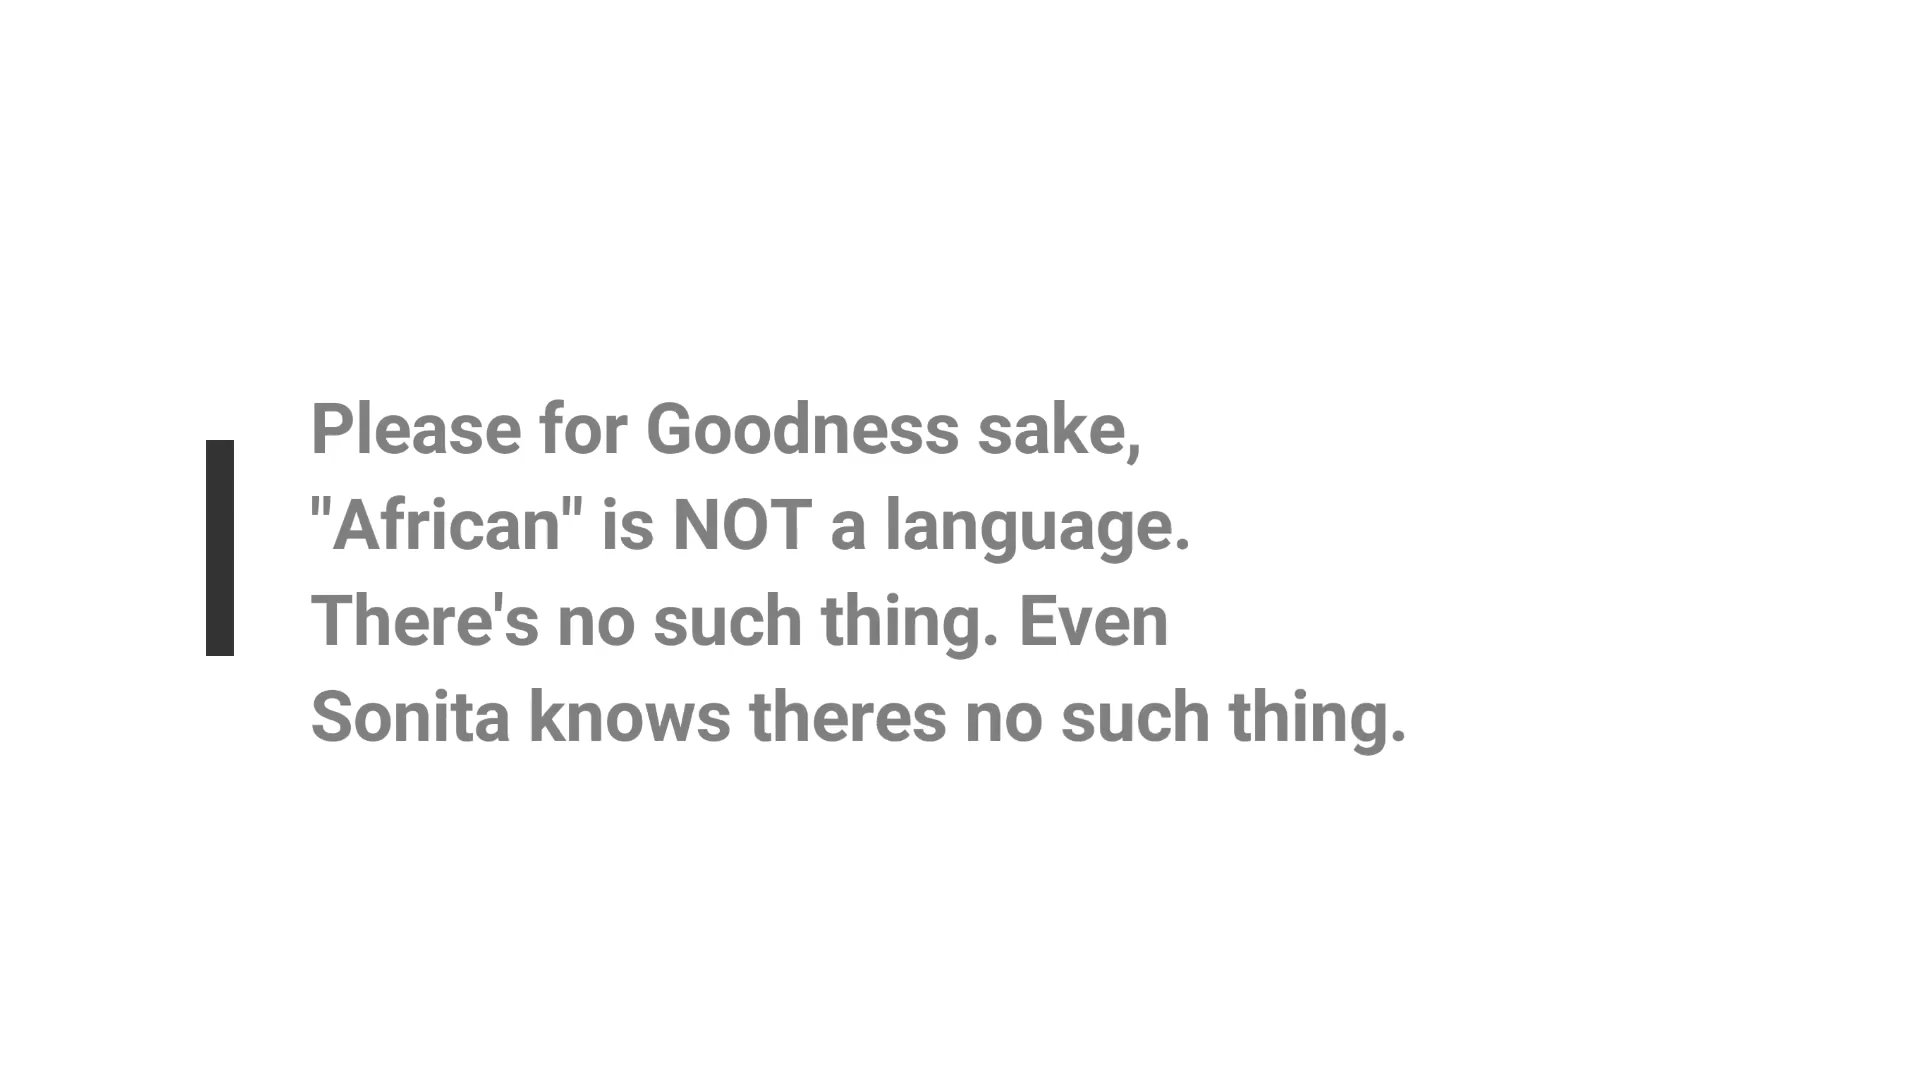 Please for Goodness sake,
"African" is NOT a language.
There's no such thing. Even
Sonita knows theres no such thing.